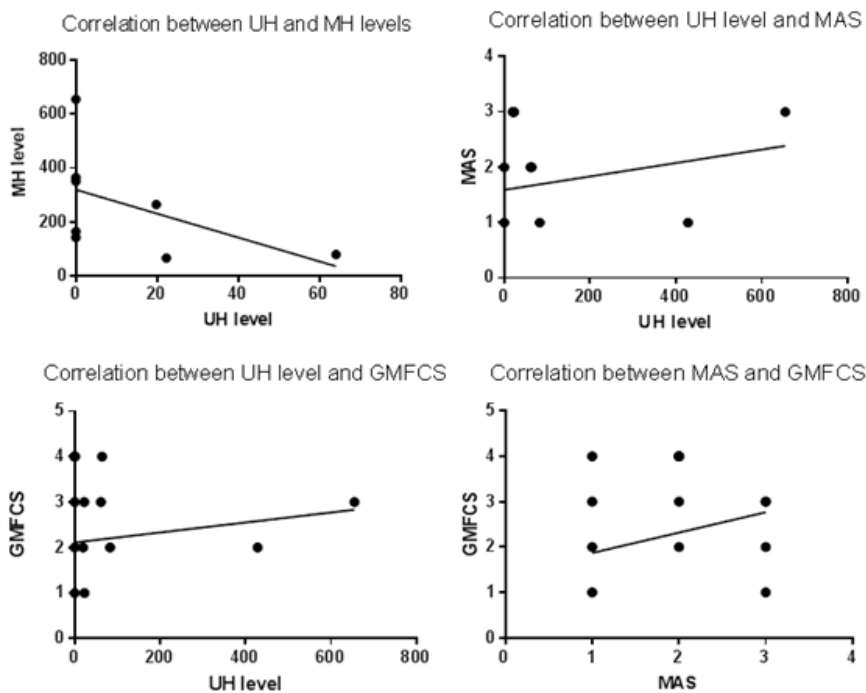 Correlation between UH and MH levels
800
600
400
200
0
MH level
0 20 40 60 80
UH level
Correlation between UH level and MAS
4
3
2
1
0
MAS
0 200 400 600 800
UH level
Correlation between UH level and GMFCS
5
4
3
2
1
0
GMFCS
0 200 400 600 800
UH level
Correlation between MAS and GMFCS
5
4
3
2
1
0
GMFCS
0 1 2 3 4
MAS